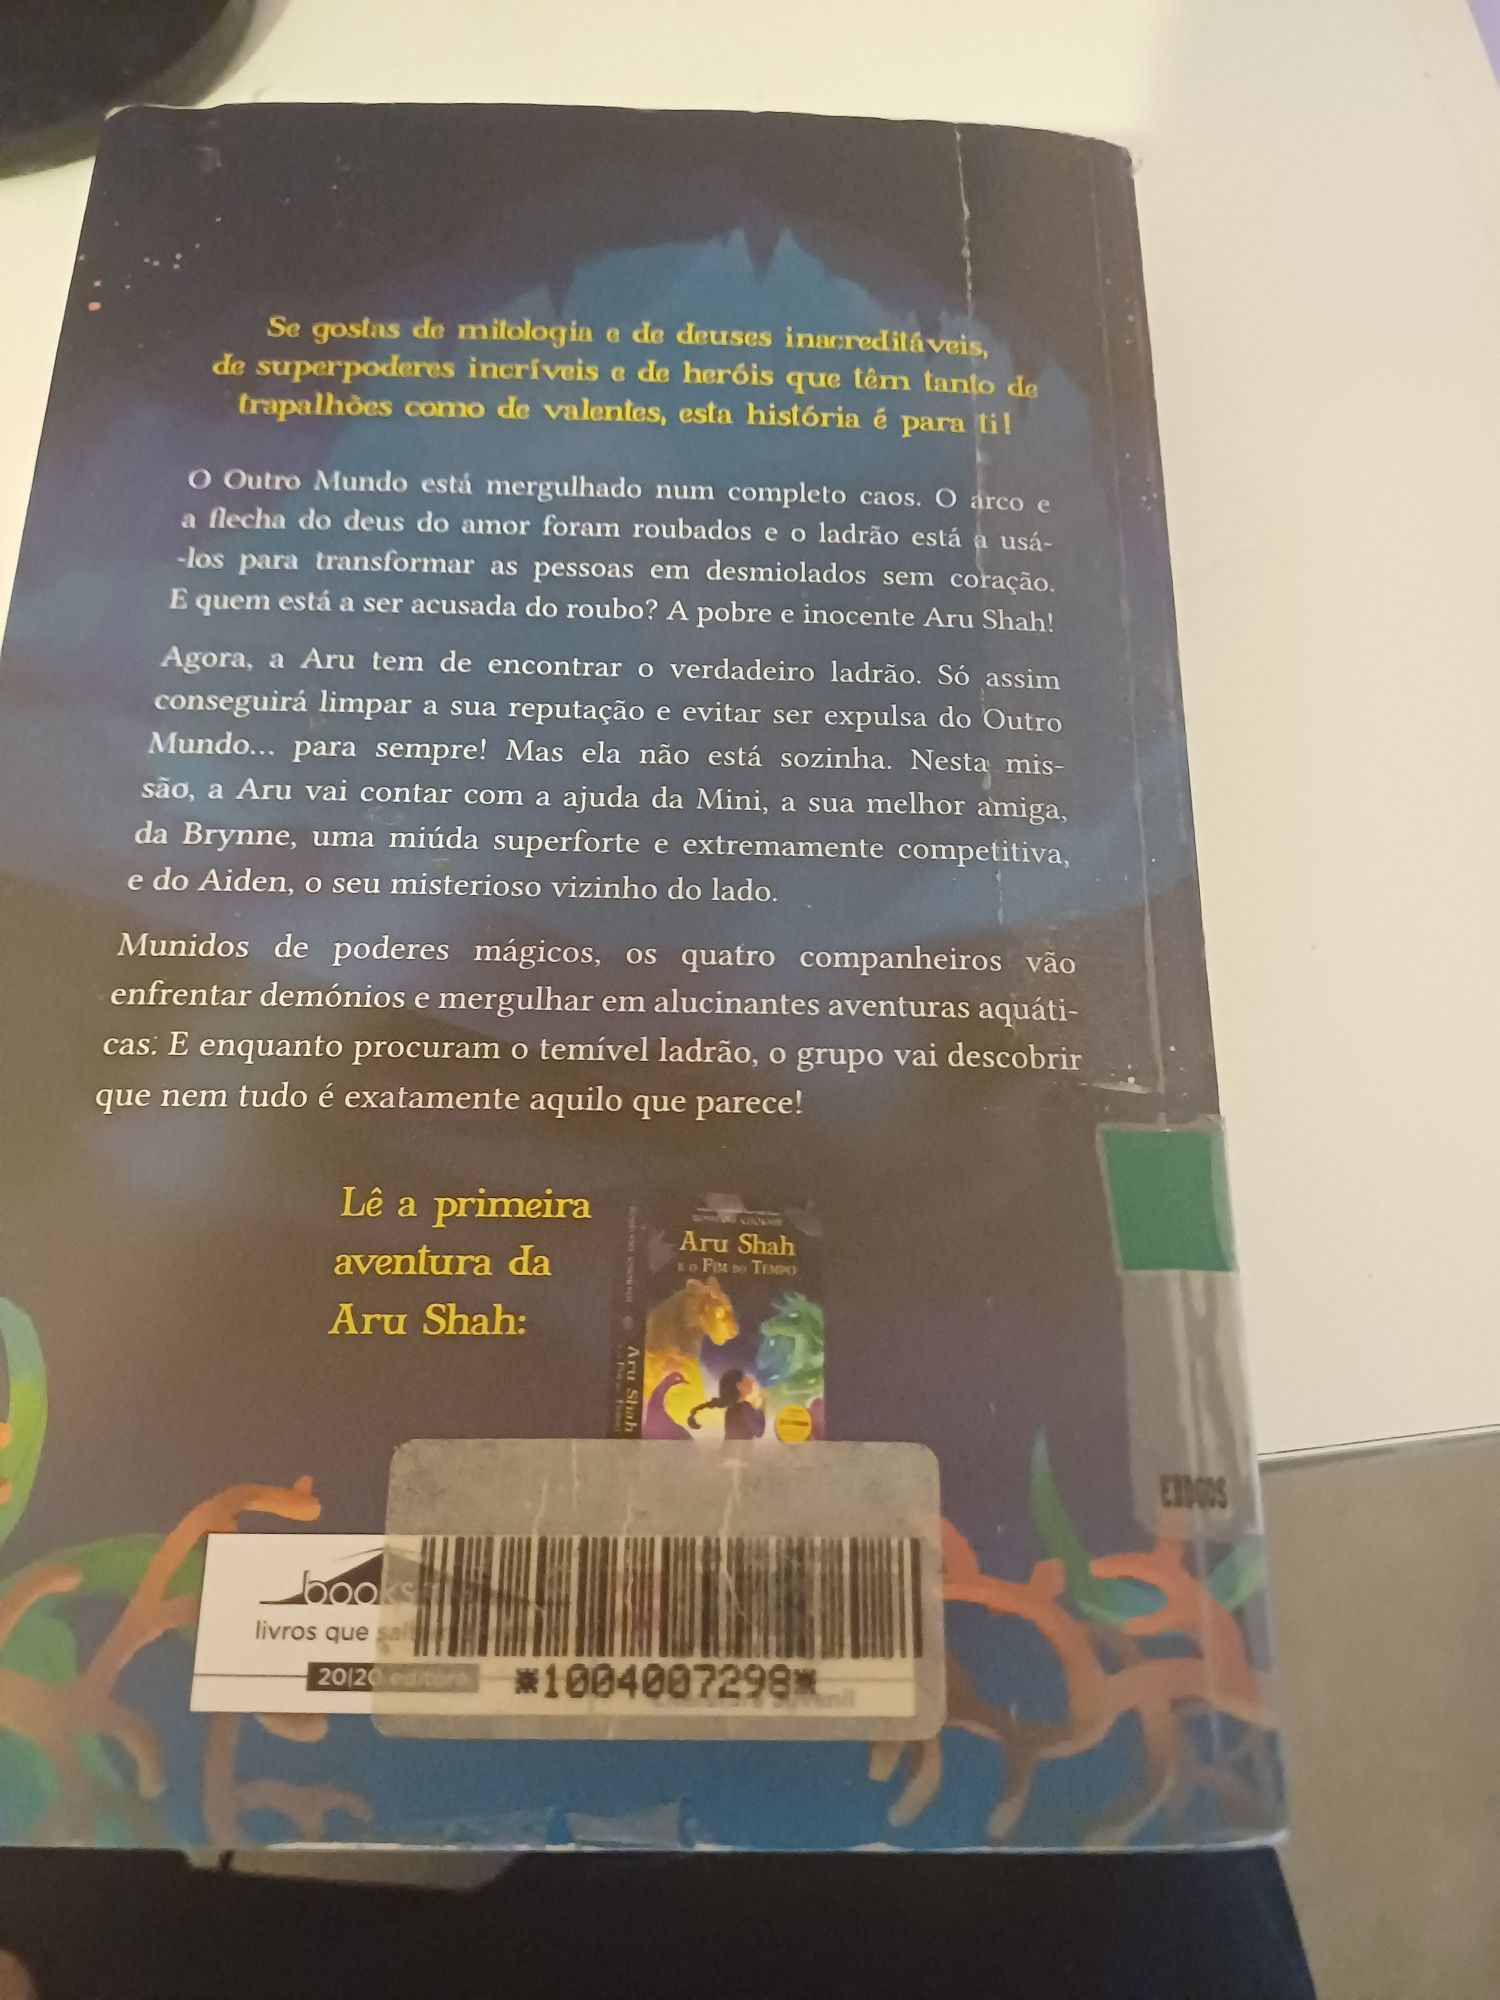 Se gostas de mitologia e de deuses inacreditáveis,
de superpoderes incríveis e de heróis que têm tanto de
trapalhões como de valentes, esta história é para ti!
O Outro Mundo está mergulhado num completo caos. O arco e
a flecha do deus do amor foram roubados e o ladrão está a usá-
-los para transformar as pessoas em desmiolados sem coração.
E quem está a ser acusada do roubo? A pobre e inocente Aru Shah!
Agora, a Aru tem de encontrar o verdadeiro ladrão. Só assim
conseguirá limpar a sua reputação e evitar ser expulsa do Outro
Mundo... para sempre! Mas ela não está sozinha. Nesta mis-
são, a Aru vai contar com a ajuda da Mini, a sua melhor amiga,
da Brynne, uma miúda superforte e extremamente competitiva,
e do Aiden, o seu misterioso vizinho do lado.
Munidos de poderes mágicos, os quatro companheiros vão
enfrentar demónios e mergulhar em alucinantes aventuras aquáti-
cas. E enquanto procuram o temível ladrão, o grupo vai descobrir
que nem tudo é exatamente aquilo que parece!
Lê a primeira
aventura da
Aru Shah:
Aru Shah
E O FIM DO TEMPO
Aru Shah
books
livros que
20|20 editora
*1004007298*